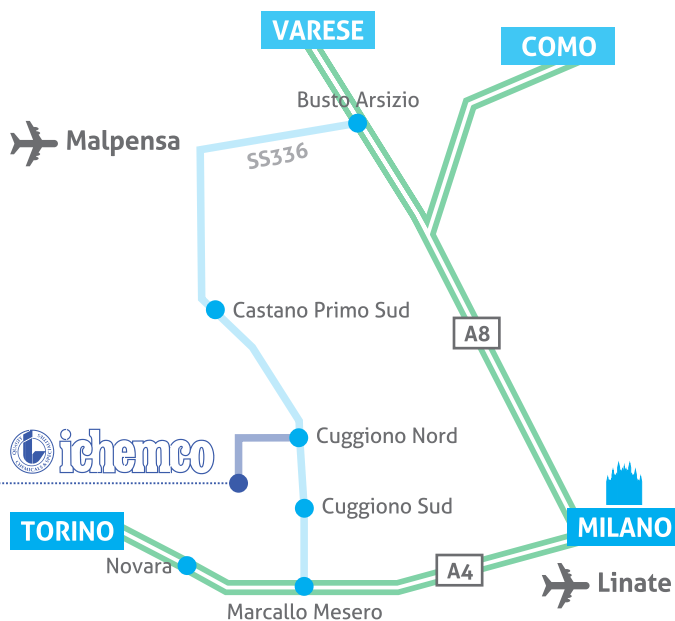 VARESE
COMO
Busto Arsizio
Malpensa
SS336
Castano Primo Sud
A8
ichemco
Cuggiono Nord
Cuggiono Sud
TORINO
MILANO
Novara
A4
Linate
Marcallo Mesero